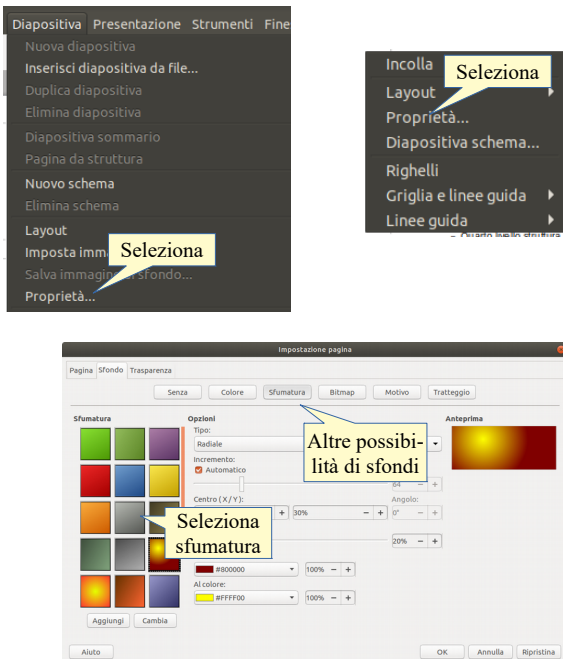 Diapositiva Presentazione Strumenti Fine
Nuova diapositiva
Inserisci diapositiva da file...
Duplica diapositiva
Elimina diapositiva
Diapositiva sommario
Pagina da struttura
Nuovo schema
Elimina schema
Layout
Imposta imm
Seleziona
Salva immagine di sfondo...
Proprietà...
Incolla
Seleziona
Layout
Proprietà...
Diapositiva schema...
Righelli
Griglia e linee guida
Linee guida
Quarto livello struttura
Impostazione pagina
Pagina Sfondo Trasparenza
Senza Colore Sfumatura Bitmap Motivo Tratteggio
Sfumatura Opzioni Anteprima
Tipo:
Radiale
Altre possibi-
lità di sfondi
Incremento:
Automatico
64 − +
Centro ( X / Y ): Angolo:
+ 30% − + 0° − +
Seleziona
sfumatura
20% − +
#800000 100% − +
Al colore:
#FFFF00 100% − +
Aggiungi Cambia
Aiuto OK Annulla Ripristina